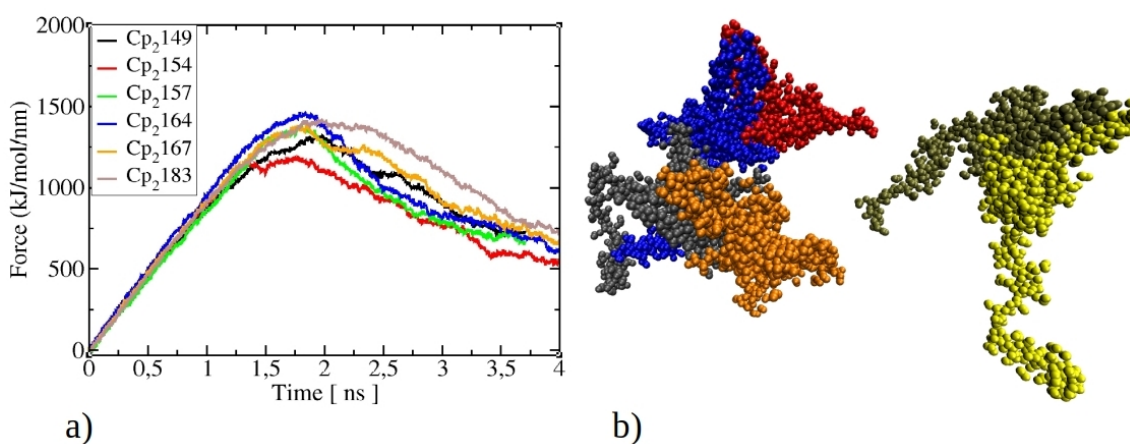 2000
1500
1000
500
0
Force (kJ/mol/nm)
Cp2149
Cp2154
Cp2157
Cp2164
Cp2167
Cp2183
0 0,5 1 1,5 2 2,5 3 3,5 4
Time [ ns ]
a) b)